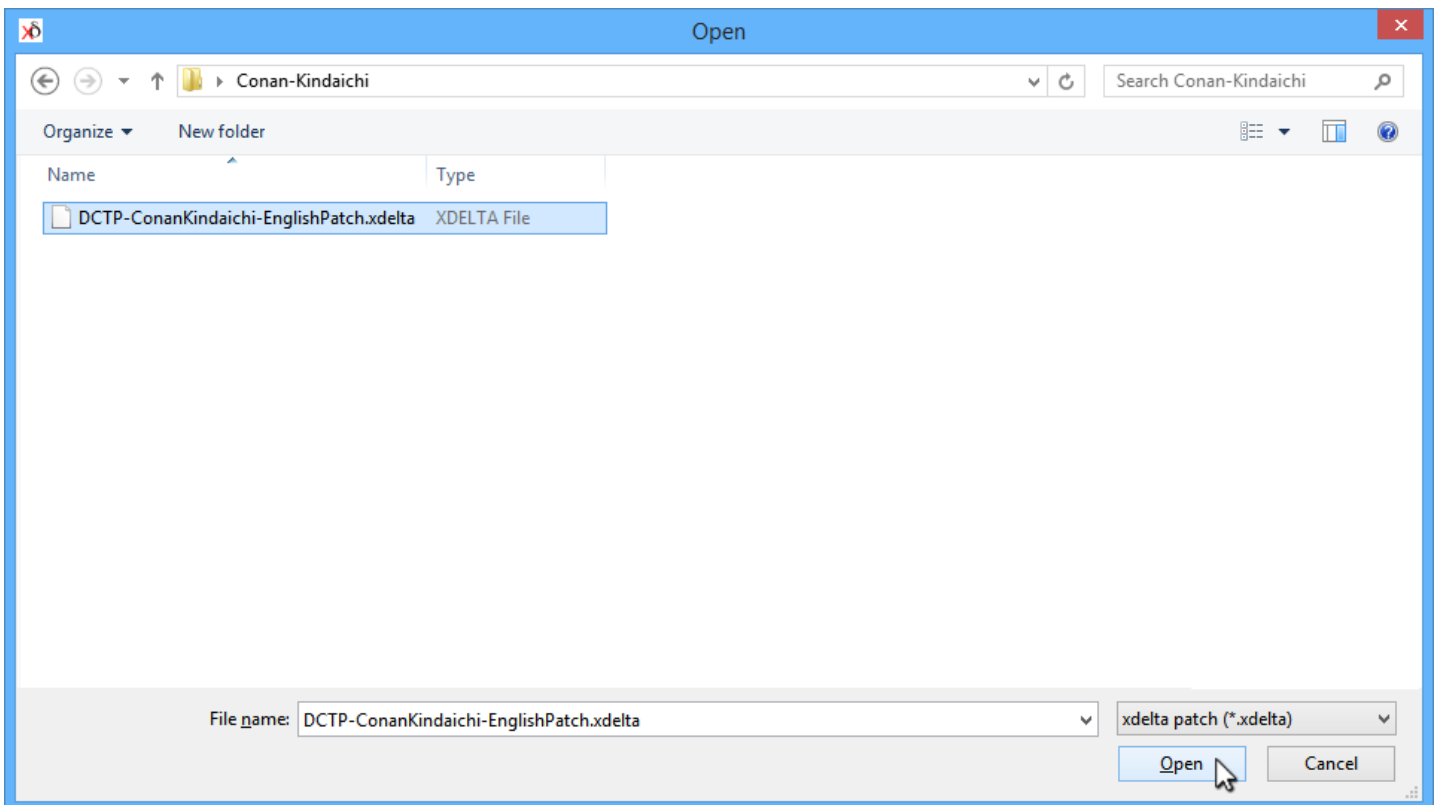 Xδ
Open
Conan-Kindaichi
Search Conan-Kindaichi
Organize
New folder
Name
Type
DCTP-ConanKindaichi-EnglishPatch.xdelta
XDELTA File
File name:
DCTP-ConanKindaichi-EnglishPatch.xdelta
xdelta patch (*.xdelta)
Open
Cancel